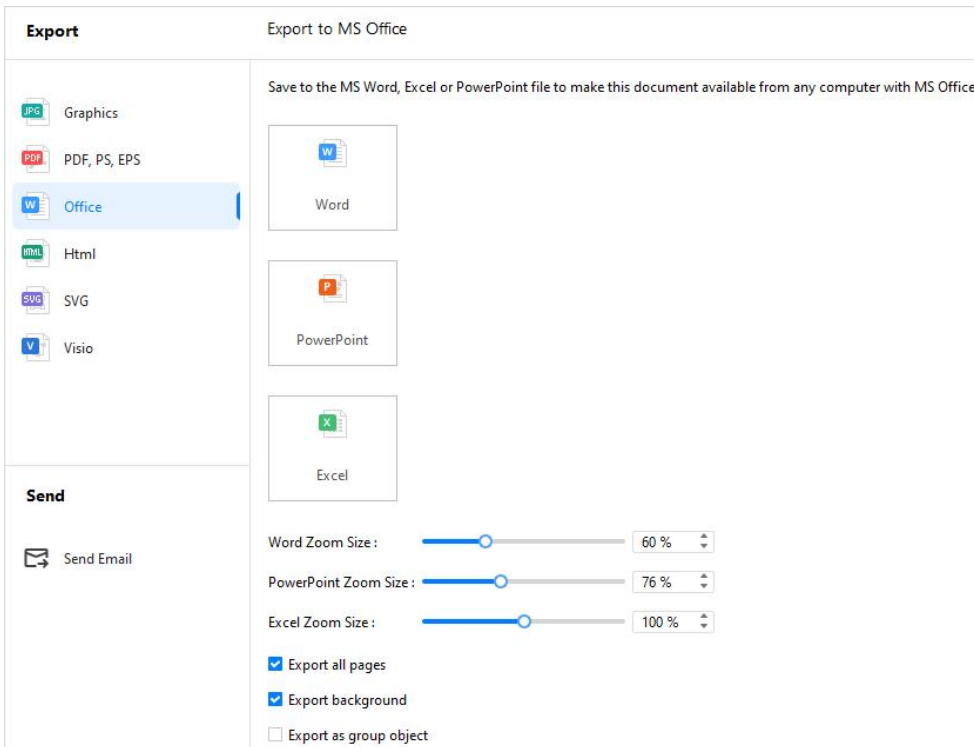 Export
Export to MS Office
JPG Graphics
PDF PDF, PS, EPS
W Office
HTML Html
SVG SVG
V Visio
Send
Send Email
Save to the MS Word, Excel or PowerPoint file to make this document available from any computer with MS Office
W
Word
P
PowerPoint
X
Excel
Word Zoom Size : 60 %
PowerPoint Zoom Size : 76 %
Excel Zoom Size : 100 %
Export all pages
Export background
Export as group object